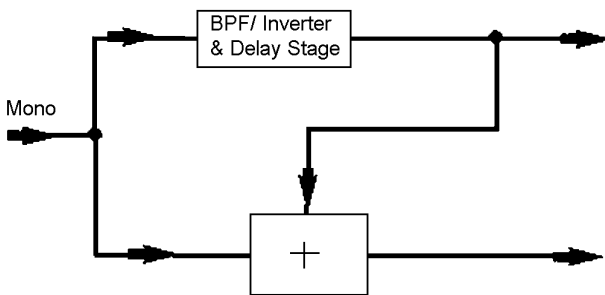 BPF/ Inverter
& Delay Stage
Mono
+